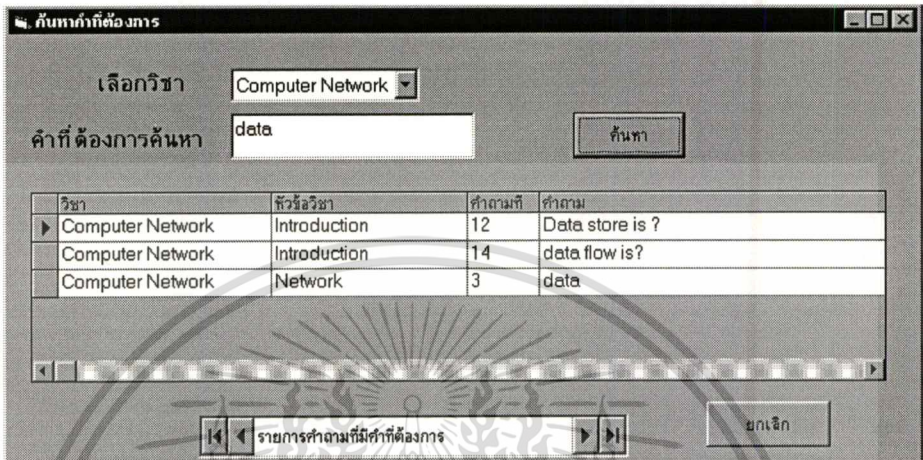 ค้นหาคำที่ต้องการ
เลือกวิชา Computer Network
คำที่ต้องการค้นหา data ค้นหา
วิชา หัวข้อวิชา คำถามที่ คำถาม
Computer Network Introduction 12 Data store is ?
Computer Network Introduction 14 data flow is?
Computer Network Network 3 data
รายการคำถามที่มีคำที่ต้องการ ยกเลิก